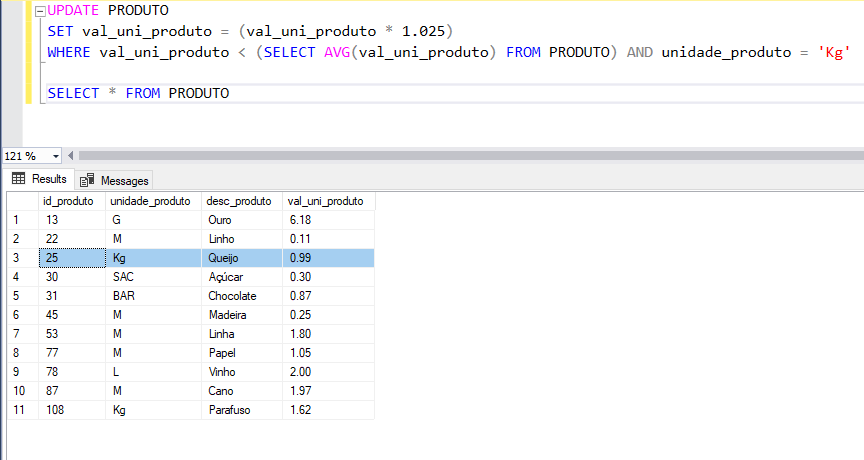 UPDATE PRODUTO
SET val_uni_produto = (val_uni_produto * 1.025)
WHERE val_uni_produto < (SELECT AVG(val_uni_produto) FROM PRODUTO) AND unidade_produto = 'Kg'
SELECT * FROM PRODUTO
121 %
Results Messages
id_produto unidade_produto desc_produto val_uni_produto
1 13 G Ouro 6.18
2 22 M Linho 0.11
3 25 Kg Queijo 0.99
4 30 SAC Açúcar 0.30
5 31 BAR Chocolate 0.87
6 45 M Madeira 0.25
7 53 M Linha 1.80
8 77 M Papel 1.05
9 78 L Vinho 2.00
10 87 M Cano 1.97
11 108 Kg Parafuso 1.62